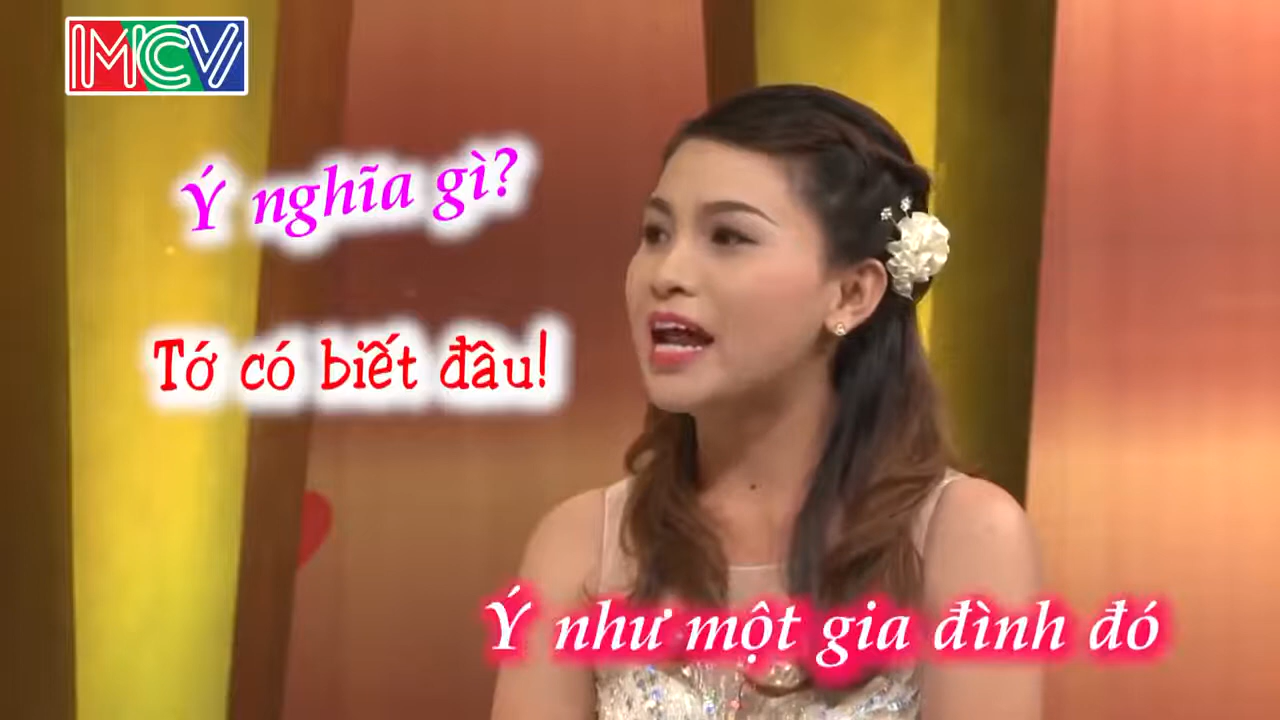 MCV
Ý nghĩa gì?
Tớ có biết đâu!
Ý như một gia đình đó